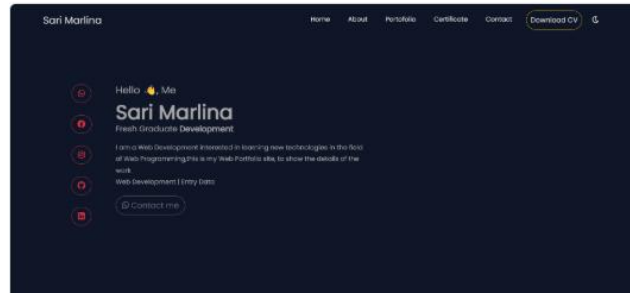 Sari Marlina
Home About Portofolio Certificate Contact Download CV
Hello 👋, Me
Sari Marlina
Fresh Graduate Development
I am a Web Development interested in learning new technologies in the field
of Web Programming,this is my Web Portfolio site, to show the details of the
work
Web Development | Entry Data
Contact me